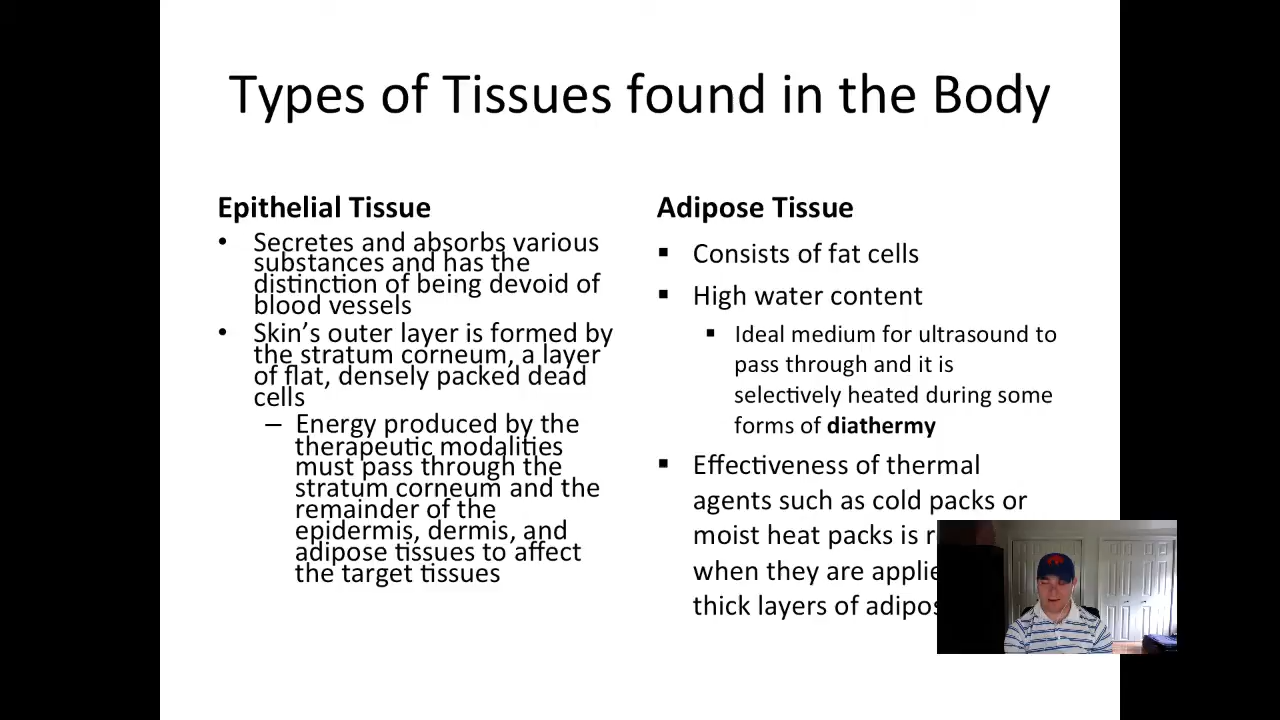 Types of Tissues found in the Body
Epithelial Tissue
• Secretes and absorbs various
substances and has the
distinction of being devoid of
blood vessels
• Skin's outer layer is formed by
the stratum corneum, a layer
of flat, densely packed dead
cells
– Energy produced by the
therapeutic modalities
must pass through the
stratum corneum and the
remainder of the
epidermis, dermis, and
adipose tissues to affect
the target tissues
Adipose Tissue
▪ Consists of fat cells
▪ High water content
▪ Ideal medium for ultrasound to
pass through and it is
selectively heated during some
forms of diathermy
▪ Effectiveness of thermal
agents such as cold packs or
moist heat packs is
when they are
thick layers of